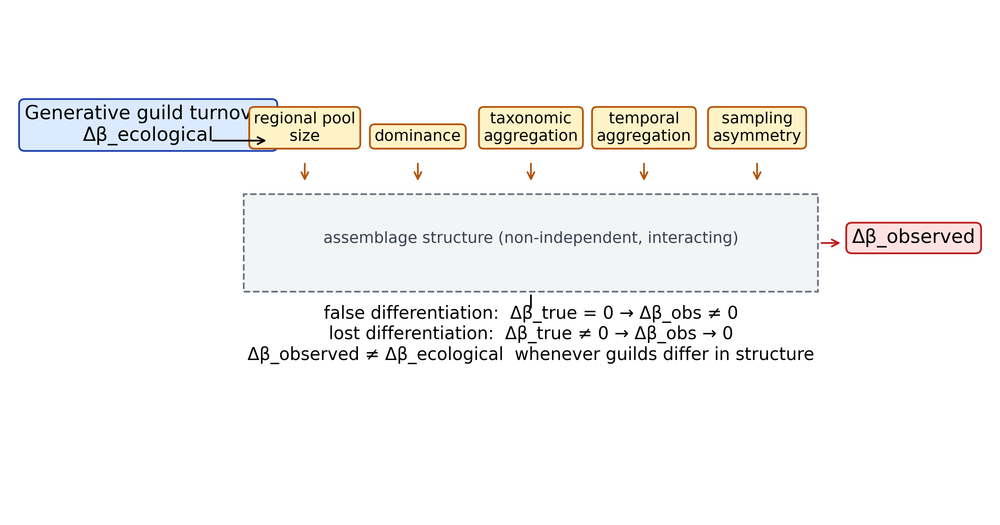 Generative guild turnov
Δβ_ecological
regional pool
size
dominance
taxonomic
aggregation
temporal
aggregation
sampling
asymmetry
assemblage structure (non-independent, interacting)
Δβ_observed
false differentiation:  Δβ_true = 0 → Δβ_obs ≠ 0
lost differentiation:  Δβ_true ≠ 0 → Δβ_obs → 0
Δβ_observed ≠ Δβ_ecological  whenever guilds differ in structure